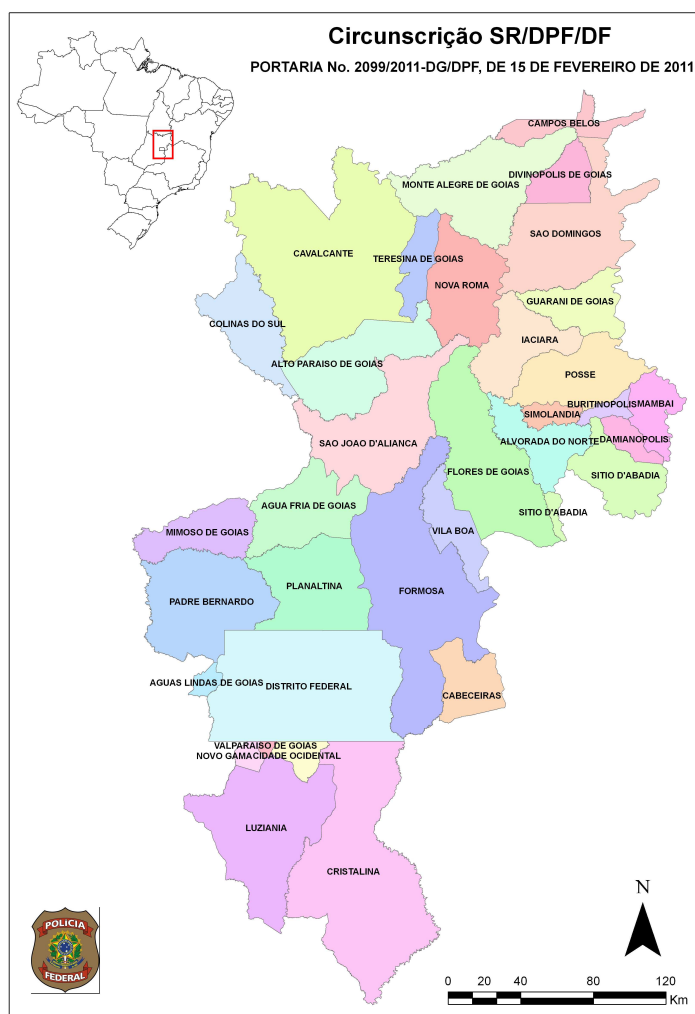 Circunscrição SR/DPF/DF
PORTARIA No. 2099/2011-DG/DPF, DE 15 DE FEVEREIRO DE 2011
CAMPOS BELOS
DIVINOPOLIS DE GOIAS
MONTE ALEGRE DE GOIAS
SAO DOMINGOS
CAVALCANTE
TERESINA DE GOIAS
NOVA ROMA
GUARANI DE GOIAS
COLINAS DO SUL
IACIARA
ALTO PARAISO DE GOIAS
POSSE
BURITINOPOLIS
MAMBAI
SIMOLANDIA
SAO JOAO D'ALIANCA
ALVORADA DO NORTE
DAMIANOPOLIS
FLORES DE GOIAS
SITIO D'ABADIA
AGUA FRIA DE GOIAS
SITIO D'ABADIA
MIMOSO DE GOIAS
VILA BOA
PLANALTINA
FORMOSA
PADRE BERNARDO
AGUAS LINDAS DE GOIAS
DISTRITO FEDERAL
CABECEIRAS
VALPARAISO DE GOIAS
NOVO GAMACIDADE OCIDENTAL
LUZIANIA
CRISTALINA
N
POLICIA
FEDERAL
0 20 40 80 120
Km